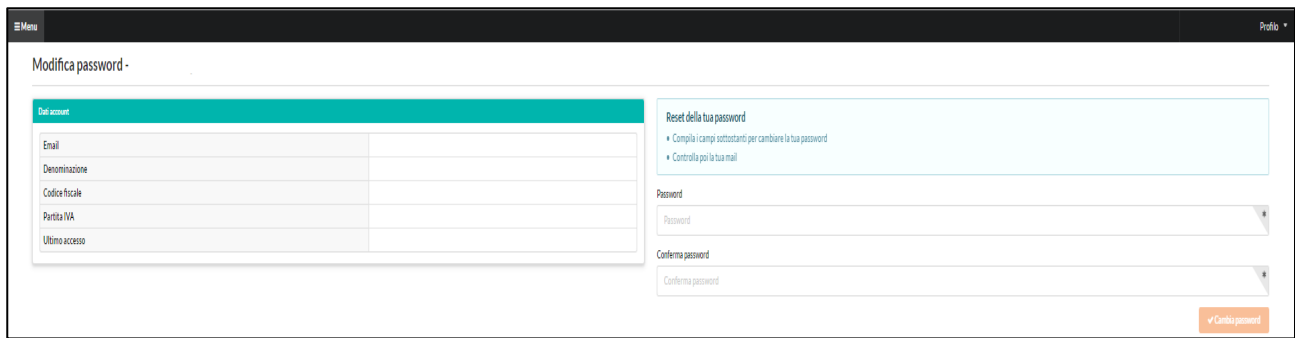 Menu
Profilo
Modifica password -
Dati account
Email
Denominazione
Codice fiscale
Partita IVA
Ultimo accesso
Reset della tua password
Compila i campi sottostanti per cambiare la tua password
Controlla poi la tua mail
Password
Password
*
Conferma password
Conferma password
*
Cambia password